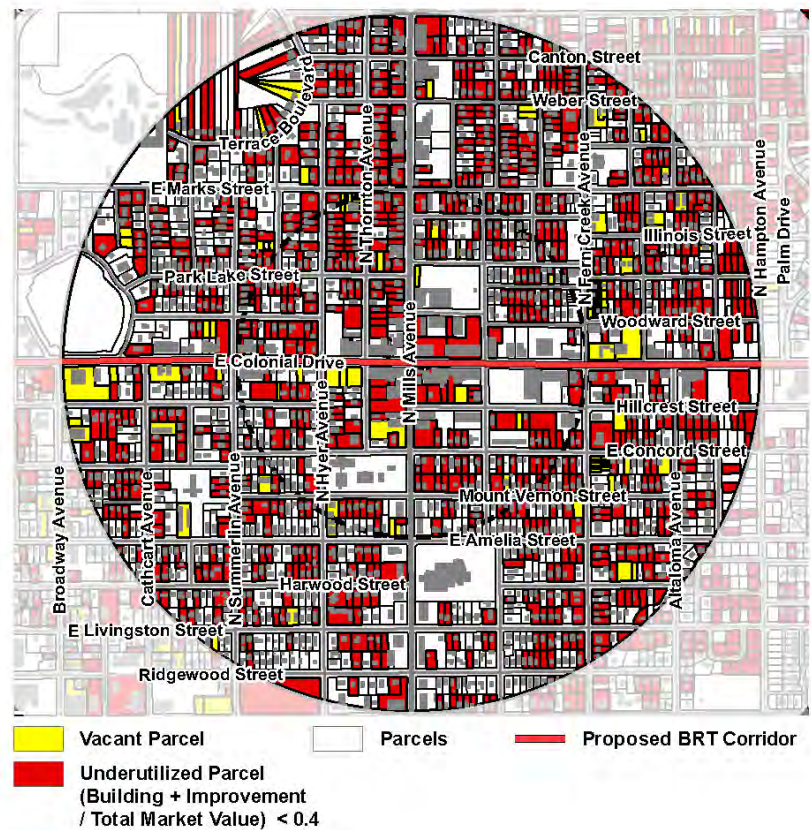 Canton Street
Weber Street
Terrace Boulevard
N Thornton Avenue
E Marks Street
N Fern Creek Avenue
N Hampton Avenue
Palm Drive
Illinois Street
Park Lake Street
Woodward Street
E Colonial Drive
N Mills Avenue
Hillcrest Street
N Hyer Avenue
E Concord Street
Mount Vernon Street
E Amelia Street
Broadway Avenue
Cathcart Avenue
N Summerlin Avenue
Altaloma Avenue
Harwood Street
E Livingston Street
Ridgewood Street
Vacant Parcel
Parcels
Proposed BRT Corridor
Underutilized Parcel
(Building + Improvement
/ Total Market Value) < 0.4